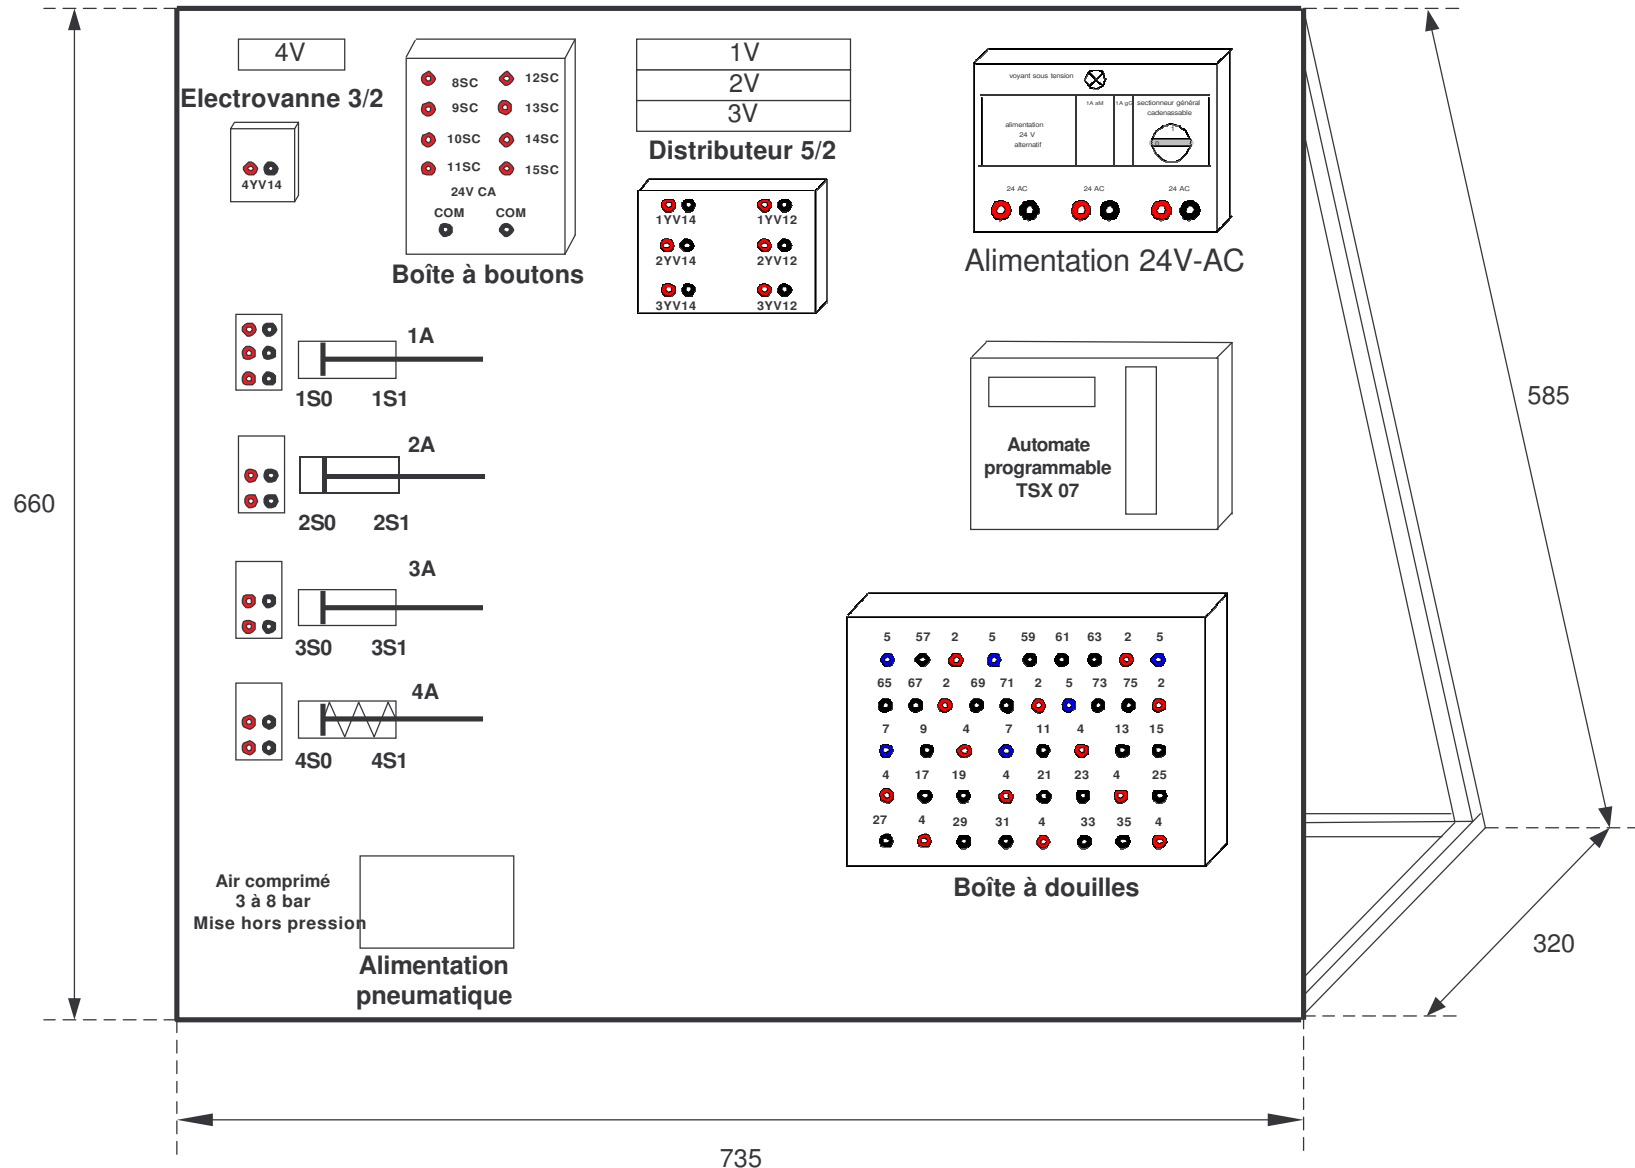 4V
Electrovanne 3/2
4YV14
8SC 12SC
9SC 13SC
10SC 14SC
11SC 15SC
24V CA
COM COM
Boîte à boutons
1V
2V
3V
Distributeur 5/2
1YV14 1YV12
2YV14 2YV12
3YV14 3YV12
voyant sous tension
1A aM 1A gG sectionneur général
cadenassable
alimentation
24 V
alternatif
1
0
24 AC 24 AC 24 AC
Alimentation 24V-AC
1A
1S0 1S1
2A
2S0 2S1
3A
3S0 3S1
4A
4S0 4S1
Automate
programmable
TSX 07
5 57 2 5 59 61 63 2 5
65 67 2 69 71 2 5 73 75 2
7 9 4 7 11 4 13 15
4 17 19 4 21 23 4 25
27 4 29 31 4 33 35 4
Boîte à douilles
Air comprimé
3 à 8 bar
Mise hors pression
Alimentation
pneumatique
660
585
320
735